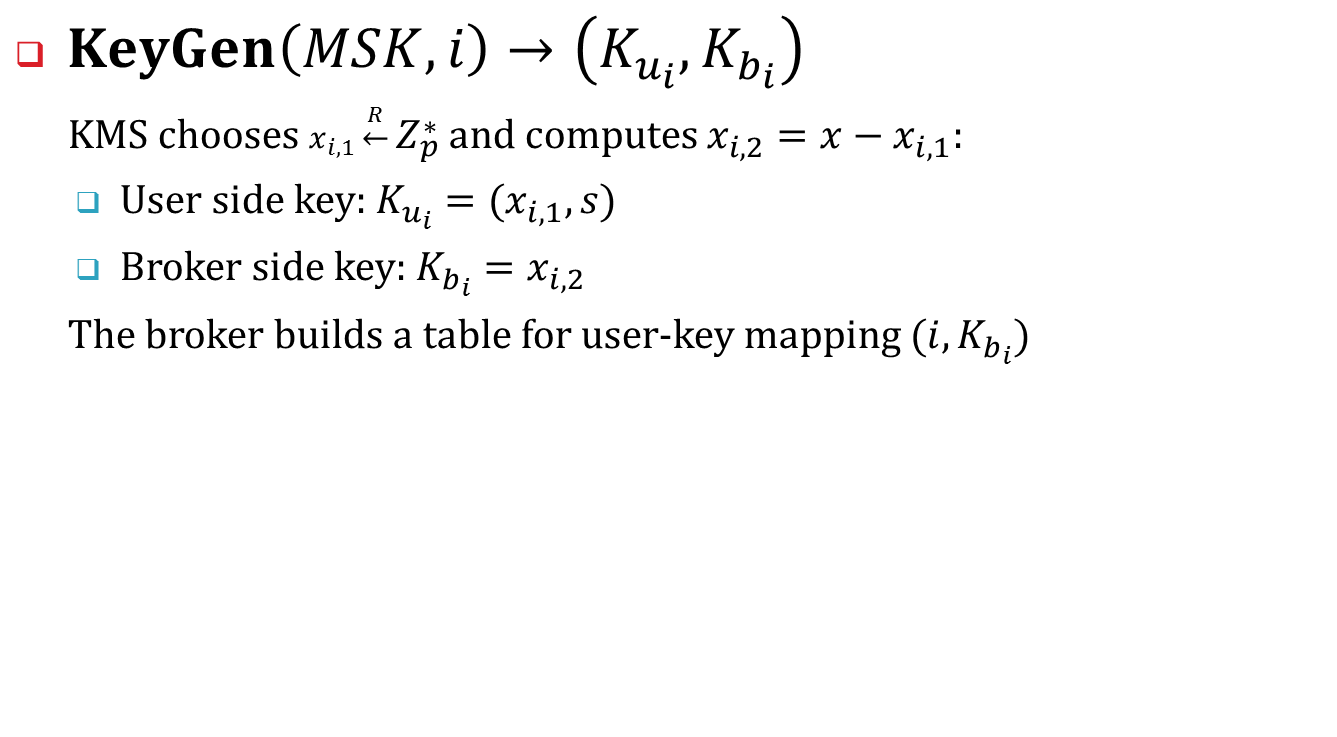 ❑ KeyGen(MSK, i) → (K_{u_i}, K_{b_i})
KMS chooses x_{i,1} ←^R Z_p^* and computes x_{i,2} = x − x_{i,1}:
❑ User side key: K_{u_i} = (x_{i,1}, s)
❑ Broker side key: K_{b_i} = x_{i,2}
The broker builds a table for user-key mapping (i, K_{b_i})